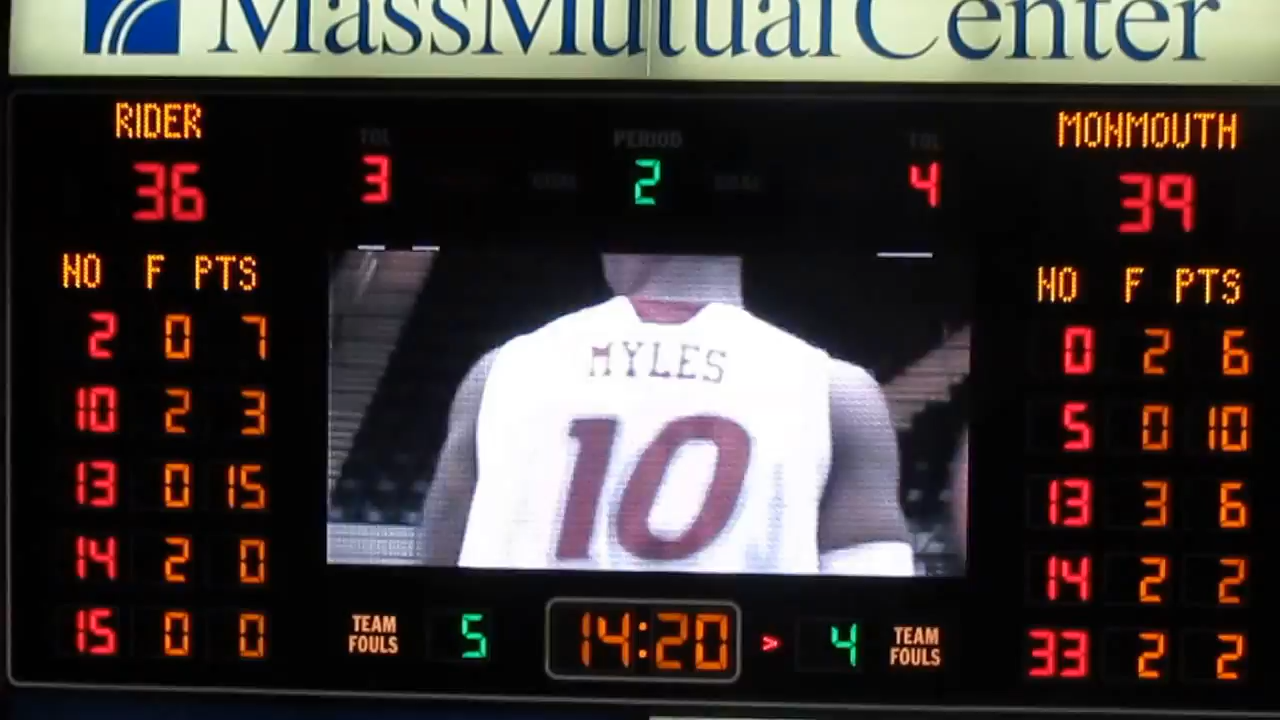 MassMutualCenter
RIDER PERIOD MONMOUTH
36 TOL 3 2 TOL 4 39
NO F PTS
2 0 7
10 2 3
13 0 15
14 2 0
15 0 0
MYLES
10
NO F PTS
0 2 6
5 0 10
13 3 6
14 2 2
33 2 2
TEAM FOULS 5 14:20 > 4 TEAM FOULS